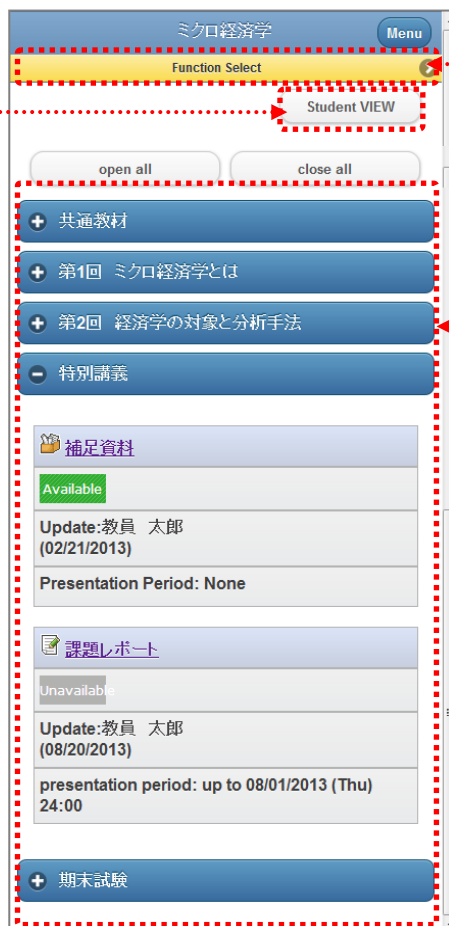 ミクロ経済学
Menu
Function Select
Student VIEW
open all
close all
共通教材
第1回 ミクロ経済学とは
第2回 経済学の対象と分析手法
特別講義
補足資料
Available
Update:教員 太郎
(02/21/2013)
Presentation Period: None
課題レポート
Unavailabl
Update:教員 太郎
(08/20/2013)
presentation period: up to 08/01/2013 (Thu)
24:00
期末試験